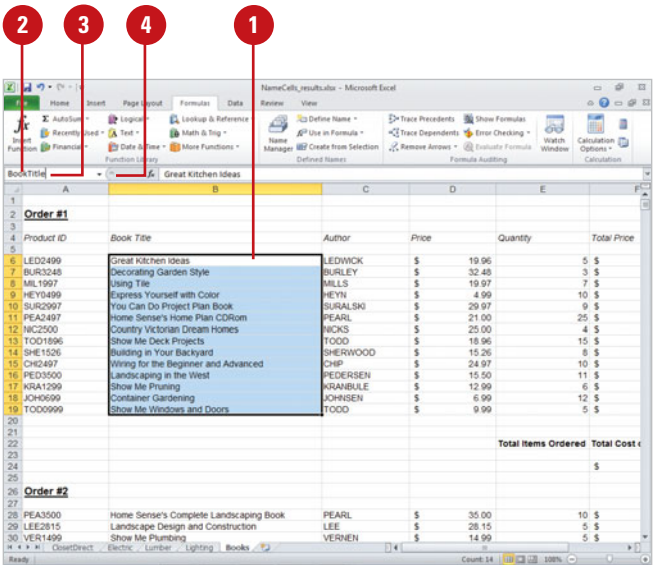 2 3 4 1
NameCells_results.xlsx - Microsoft Excel
File Home Insert Page Layout Formulas Data Review View
Insert Function
Σ AutoSum Logical Lookup & Reference
Recently Used Text Math & Trig
Financial Date & Time More Functions
Function Library
Name Manager
Define Name
Use in Formula
Create from Selection
Defined Names
Trace Precedents Show Formulas
Trace Dependents Error Checking
Remove Arrows Evaluate Formula
Formula Auditing
Watch Window
Calculation Options
Calculation
BookTitle fx Great Kitchen Ideas
A B C D E F
1
2 Order #1
3
4 Product ID Book Title Author Price Quantity Total Price
5
6 LED2499 Great Kitchen Ideas LEDWICK $ 19.96 5 $
7 BUR3248 Decorating Garden Style BURLEY $ 32.48 3 $
8 MIL1997 Using Tile MILLS $ 19.97 7 $
9 HEY0499 Express Yourself with Color HEYN $ 4.99 10 $
10 SUR2997 You Can Do Project Plan Book SURALSKI $ 29.97 9 $
11 PEA2497 Home Sense's Home Plan CDRom PEARL $ 21.00 25 $
12 NIC2500 Country Victorian Dream Homes NICKS $ 25.00 4 $
13 TOD1896 Show Me Deck Projects TODD $ 18.96 15 $
14 SHE1526 Building in Your Backyard SHERWOOD $ 15.26 8 $
15 CHI2497 Wiring for the Beginner and Advanced CHIP $ 24.97 10 $
16 PED3500 Landscaping in the West PEDERSEN $ 15.50 11 $
17 KRA1299 Show Me Pruning KRANBULE $ 12.99 6 $
18 JOH0699 Container Gardening JOHNSEN $ 6.99 12 $
19 TOD0999 Show Me Windows and Doors TODD $ 9.99 5 $
20
21
22 Total Items Ordered Total Cost
23
24 $
25
26 Order #2
27
28 PEA3500 Home Sense's Complete Landscaping Book PEARL $ 35.00 10 $
29 LEE2815 Landscape Design and Construction LEE $ 28.15 5 $
30 VER1499 Show Me Plumbing VERNEN $ 14.99 5 $
ClosetDirect Electric Lumber Lighting Books
Ready Count: 14 100%